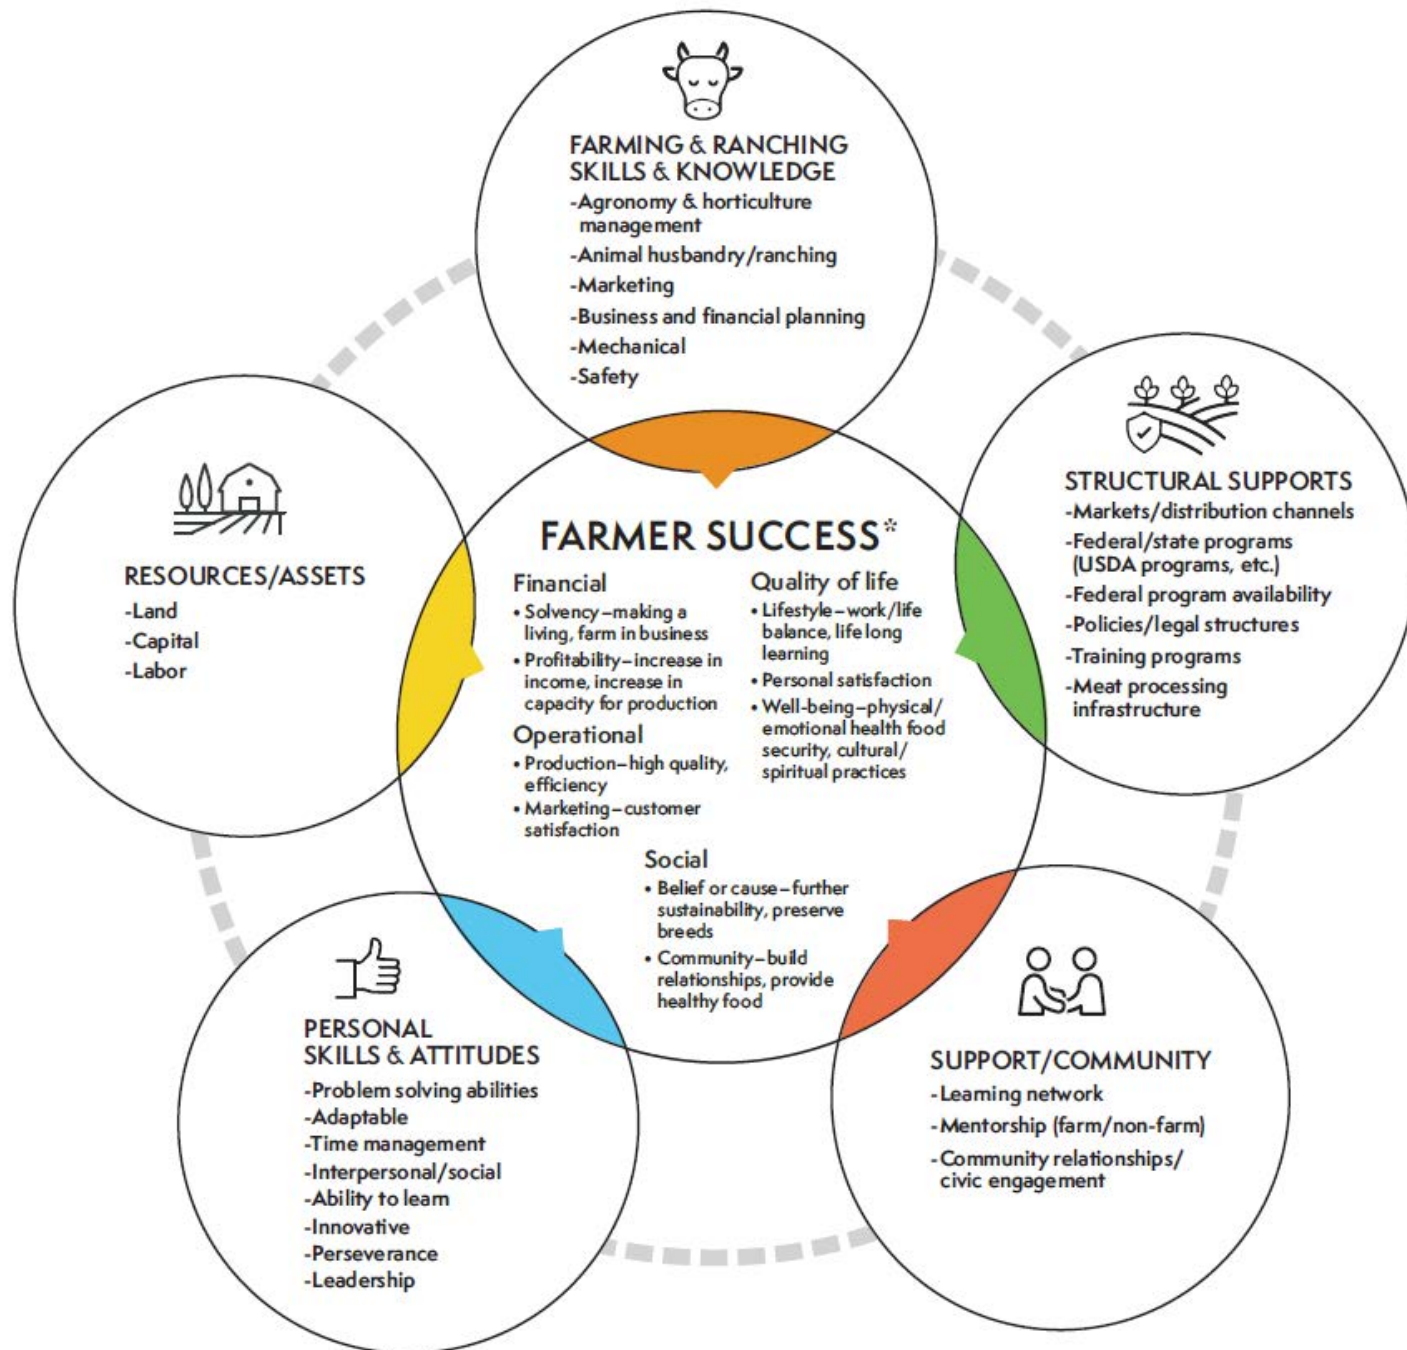 FARMING & RANCHING
SKILLS & KNOWLEDGE
-Agronomy & horticulture
management
-Animal husbandry/ranching
-Marketing
-Business and financial planning
-Mechanical
-Safety
STRUCTURAL SUPPORTS
-Markets/distribution channels
-Federal/state programs
(USDA programs, etc.)
-Federal program availability
-Policies/legal structures
-Training programs
-Meat processing
infrastructure
RESOURCES/ASSETS
-Land
-Capital
-Labor
FARMER SUCCESS*
Financial
• Solvency–making a
living, farm in business
• Profitability–increase in
income, increase in
capacity for production
Operational
• Production–high quality,
efficiency
• Marketing–customer
satisfaction
Quality of life
• Lifestyle–work/life
balance, life long
learning
• Personal satisfaction
• Well-being–physical/
emotional health food
security, cultural/
spiritual practices
Social
• Belief or cause–further
sustainability, preserve
breeds
• Community–build
relationships, provide
healthy food
PERSONAL
SKILLS & ATTITUDES
-Problem solving abilities
-Adaptable
-Time management
-Interpersonal/social
-Ability to learn
-Innovative
-Perseverance
-Leadership
SUPPORT/COMMUNITY
-Learning network
-Mentorship (farm/non-farm)
-Community relationships/
civic engagement